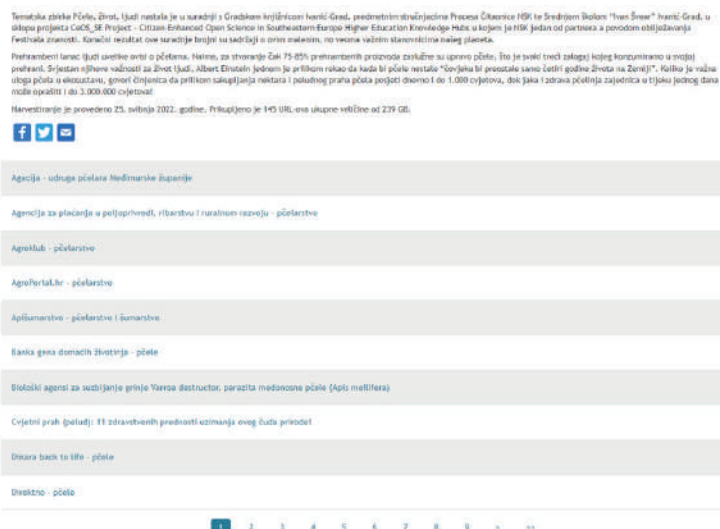 Tematska zbirka Pčele, život, ljudi nastala je u suradnji s Gradskom knjižnicom Ivanić-Grad, predmetnim stručnjacima Procesa Čitaonice NSK te Srednjom školom "Ivan Švear" Ivanić-Grad, u
sklopu projekta CeOS_SE Project - Citizen-Enhanced Open Science in Southeastern Europe Higher Education Knowledge Hubs u kojem je NSK jedan od partnera a povodom obilježavanja
Festivala znanosti. Konačni rezultat ove suradnje brojni su sadržaji o ovim malenim, no veoma važnim stanovnicima našeg planeta.
Prehrambeni lanac ljudi uvelike ovisi o pčelama. Naime, za stvaranje čak 75-85% prehrambenih proizvoda zaslužne su upravo pčele, što je svaki treći zalogaj kojeg konzumiramo u svojoj
prehrani. Svjestan njihove važnosti za život ljudi, Albert Einstein jednom je prilikom rekao da kada bi pčele nestale "čovjeku bi preostale samo četiri godine života na Zemlji". Koliko je važna
uloga pčela u ekosustavu, govori činjenica da prilikom sakupljanja nektara i peludnog praha pčela posjeti dnevno i do 1.000 cvjetova, dok jaka i zdrava pčelinja zajednica u tijeku jednog dana
može oprašiti i do 3.000.000 cvjetova!
Harvestiranje je provedeno 25. svibnja 2022. godine. Prikupljeno je 145 URL-ova ukupne veličine od 239 GB.
Agacija - udruga pčelara Međimurske županije
Agencija za plaćanja u poljoprivredi, ribarstvu i ruralnom razvoju - pčelarstvo
Agroklub - pčelarstvo
AgroPortal.hr - pčelarstvo
Apišumarstvo - pčelarstvo i šumarstvo
Banka gena domaćih životinja - pčele
Biološki agensi za suzbijanje grinje Varroa destructor, parazita medonosne pčele (Apis mellifera)
Cvjetni prah (pelud): 11 zdravstvenih prednosti uzimanja ovog čuda prirode!
Dinara back to life - pčele
Direktno - pčele
1 2 3 4 5 6 7 8 9 > >>